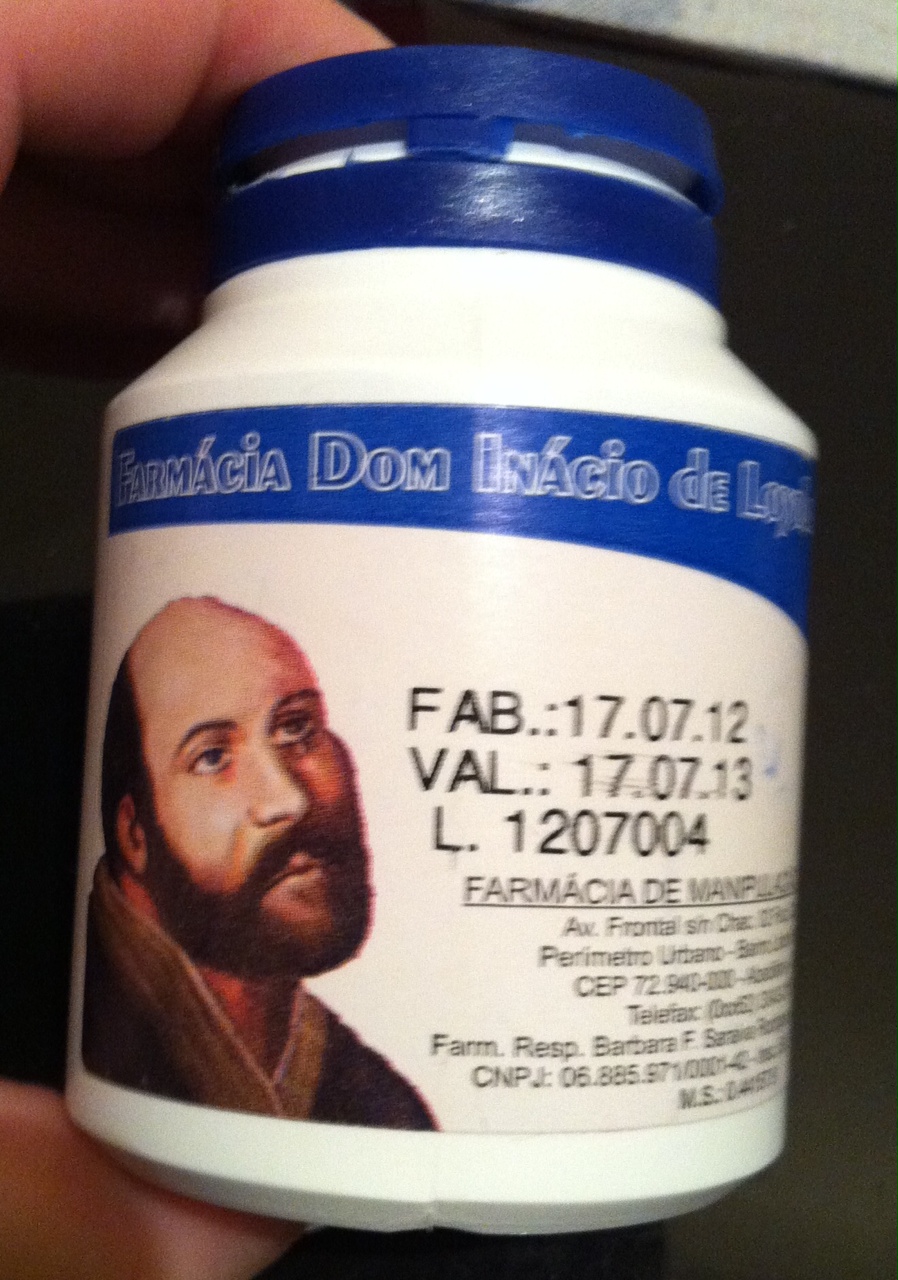 FARMÁCIA DOM INÁCIO DE
FAB.:17.07.12
VAL.: 17.07.13
L. 1207004
FARMÁCIA DE
Av. Frontal s/n Chac.
Perímetro Urbano -
CEP 72.940-000 -
Telefax:
Farm. Resp. Barbara F.
CNPJ: 06.885.971/0001-42 -
M.S.: